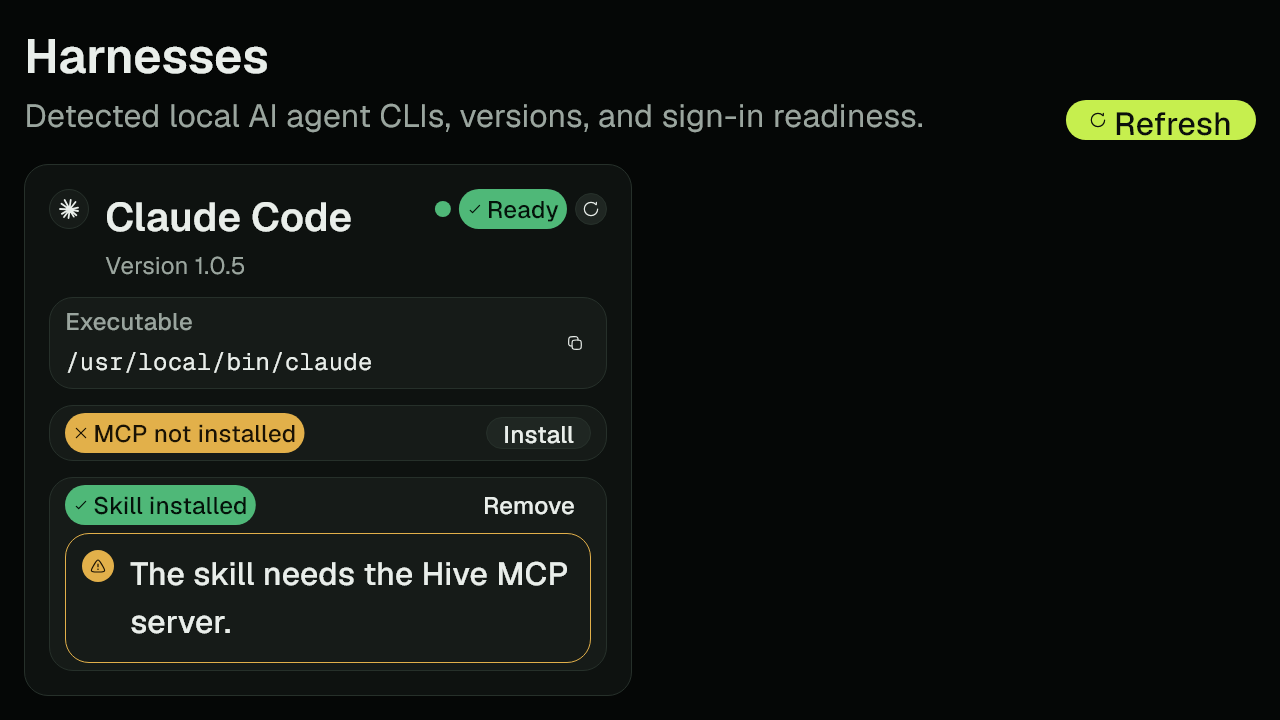 Harnesses
Detected local AI agent CLIs, versions, and sign-in readiness.
Refresh
Claude Code
Ready
Version 1.0.5
Executable
/usr/local/bin/claude
MCP not installed
Install
Skill installed
Remove
The skill needs the Hive MCP
server.